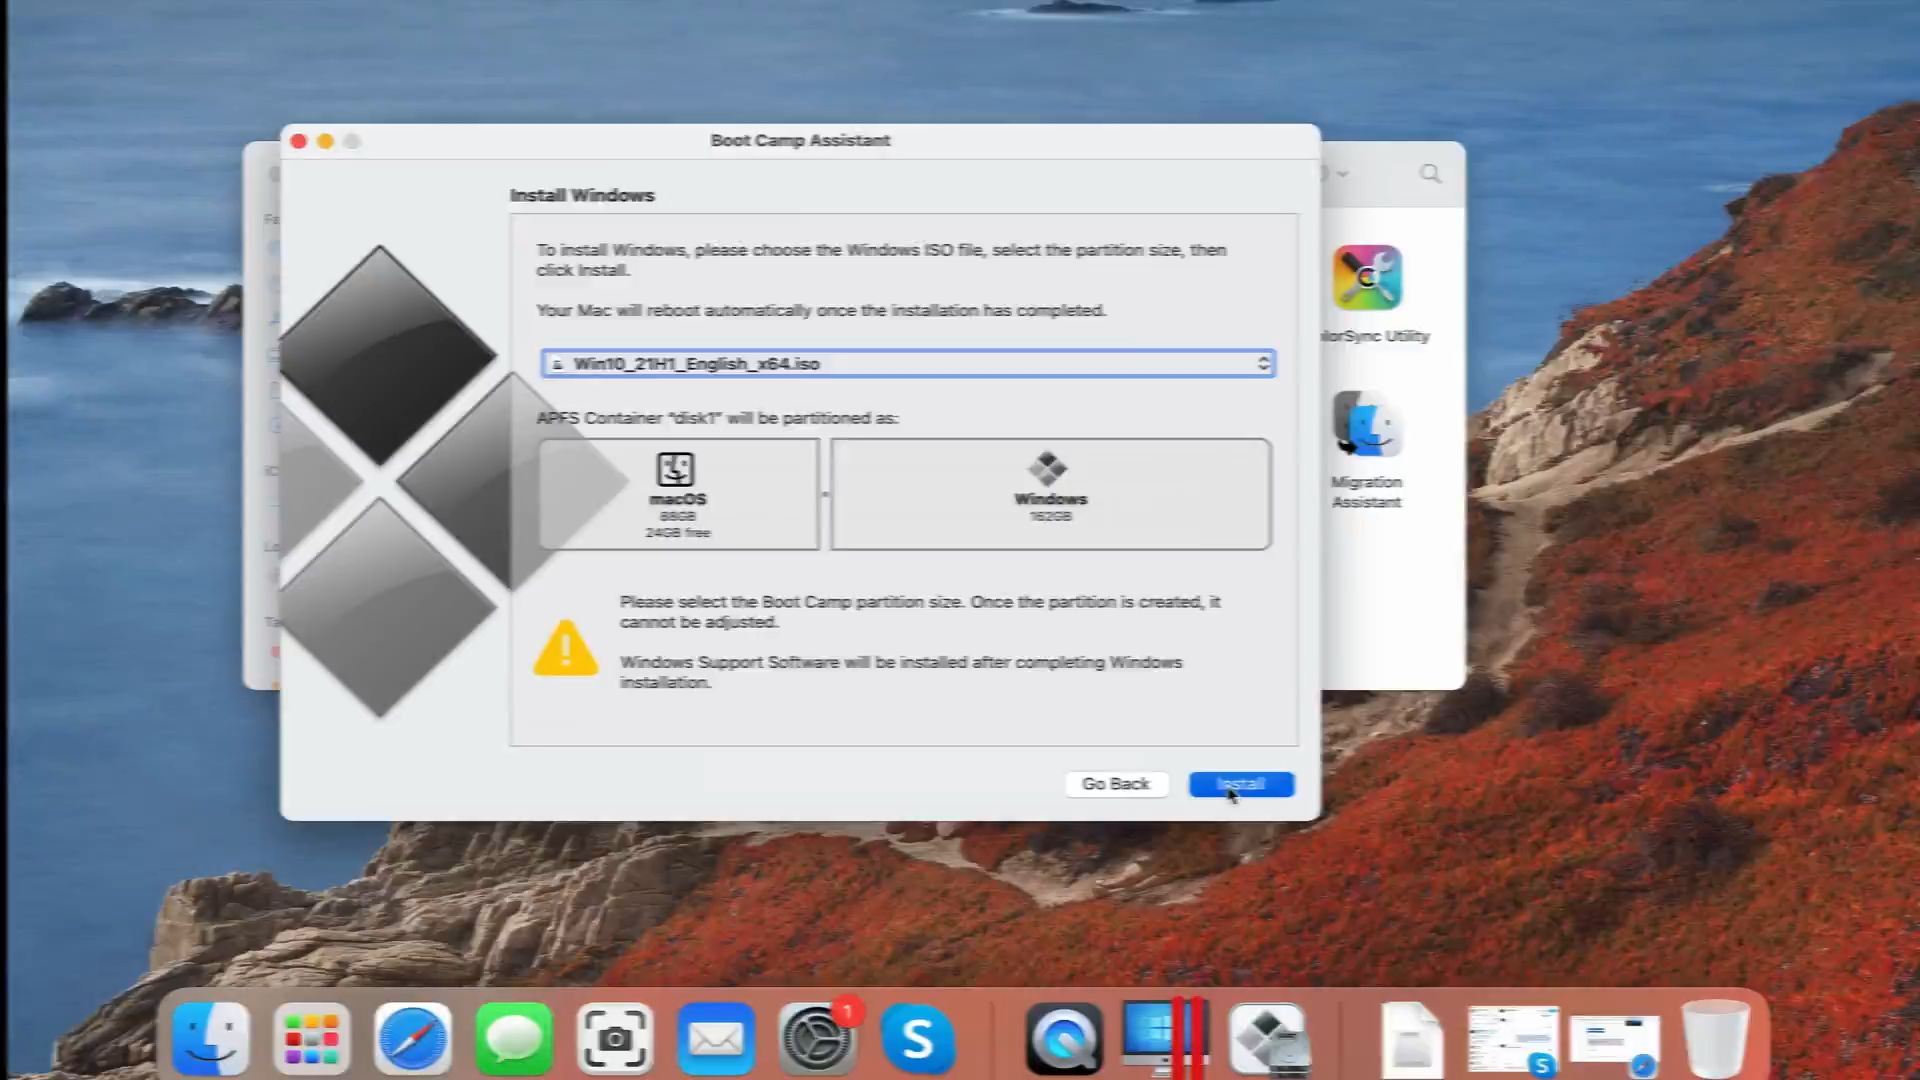 Boot Camp Assistant
Install Windows
To install Windows, please choose the Windows ISO file, select the partition size, then
click Install.
Your Mac will reboot automatically once the installation has completed.
Win10_21H1_English_x64.iso
APFS Container "disk1" will be partitioned as:
macOS
88GB
24GB free
Windows
162GB
Please select the Boot Camp partition size. Once the partition is created, it
cannot be adjusted.
Windows Support Software will be installed after completing Windows
installation.
Go Back
Install
lorSync Utility
Migration
Assistant
1
S
S